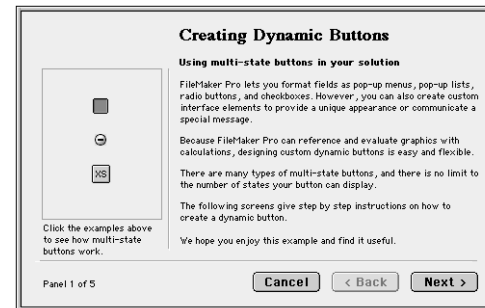 Creating Dynamic Buttons
Using multi-state buttons in your solution
FileMaker Pro lets you format fields as pop-up menus, pop-up lists,
radio buttons, and checkboxes. However, you can also create custom
interface elements to provide a unique appearance or communicate a
special message.
Because FileMaker Pro can reference and evaluate graphics with
calculations, designing custom dynamic buttons is easy and flexible.
There are many types of multi-state buttons, and there is no limit to
the number of states your button can display.
The following screens give step by step instructions on how to
create a dynamic button.
We hope you enjoy this example and find it useful.
XS
Click the examples above
to see how multi-state
buttons work.
Panel 1 of 5
Cancel
< Back
Next >